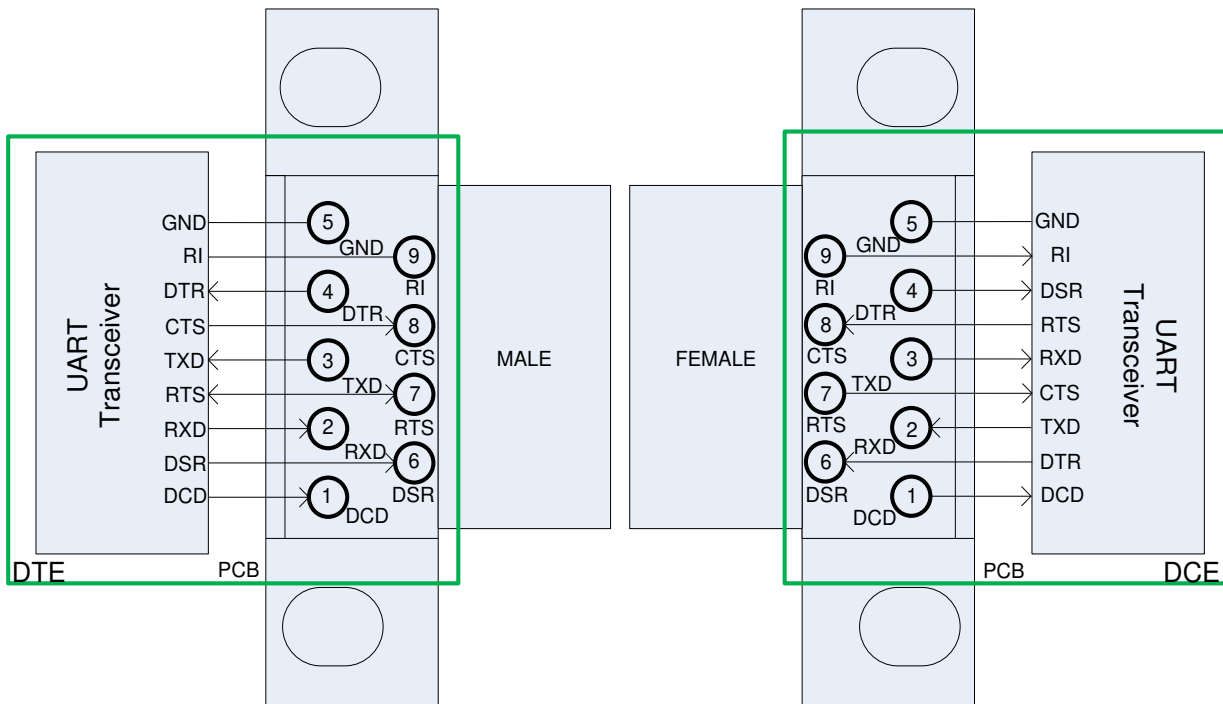 GND
RI
DTR
CTS
TXD
RTS
RXD
DSR
DCD
UART
Transceiver
5
GND
9
RI
4
DTR
8
CTS
3
TXD
7
RTS
2
RXD
6
DSR
1
DCD
DTE
PCB
MALE
FEMALE
5
GND
9
RI
4
DTR
8
CTS
3
TXD
7
RTS
2
RXD
6
DSR
1
DCD
GND
RI
DSR
RTS
RXD
CTS
TXD
DTR
DCD
UART
Transceiver
PCB
DCE